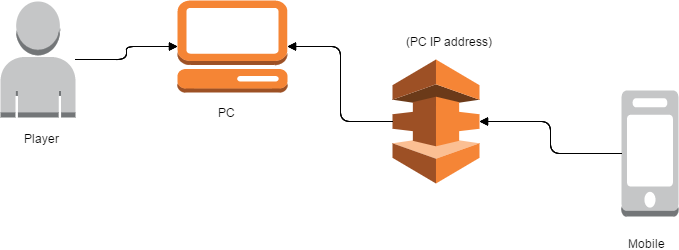 (PC IP address)
PC
Player
Mobile